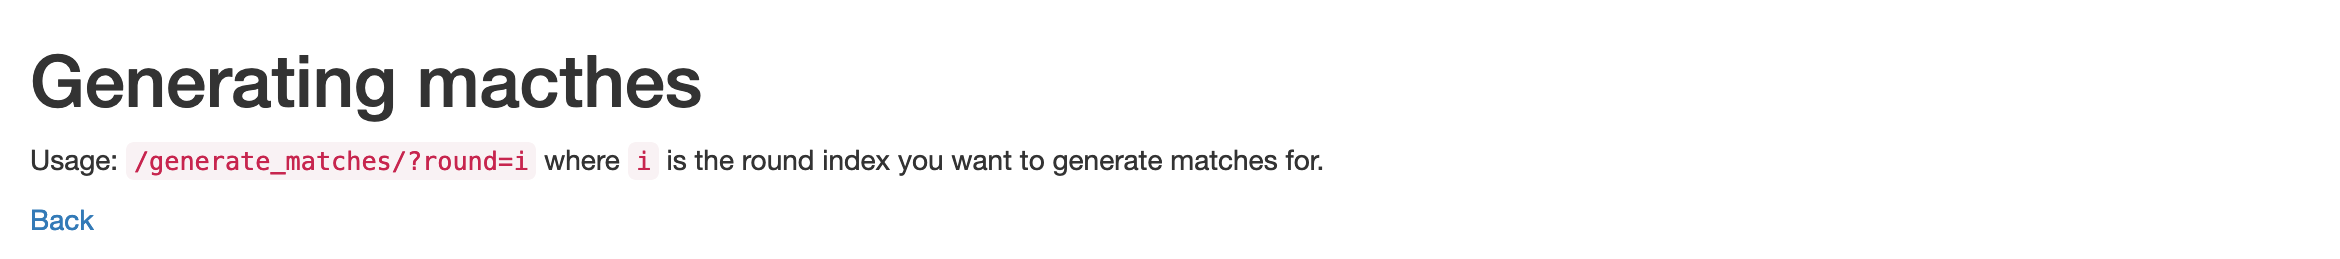 Generating macthes
Usage: /generate_matches/?round=i where i is the round index you want to generate matches for.
Back